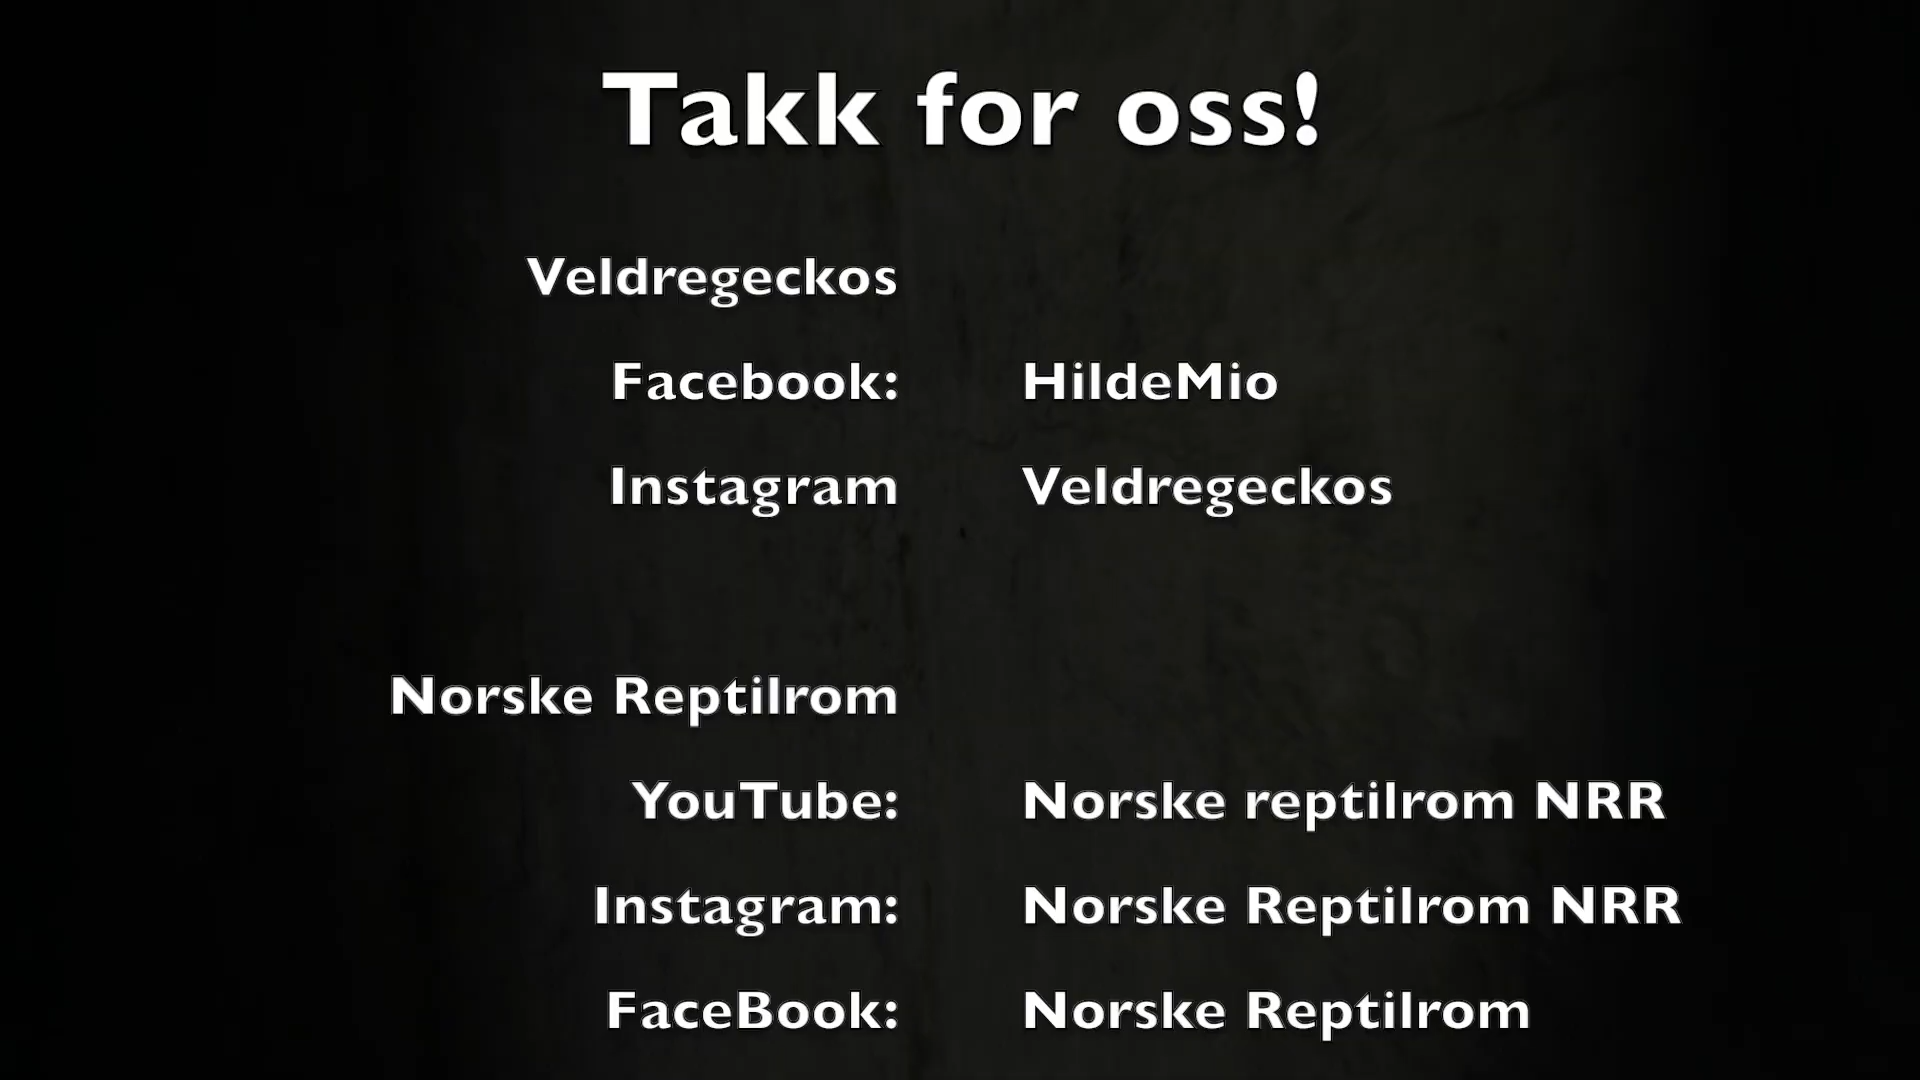 Takk for oss!
Veldregeckos
Facebook: HildeMio
Instagram Veldregeckos
Norske Reptilrom
YouTube: Norske reptilrom NRR
Instagram: Norske Reptilrom NRR
FaceBook: Norske Reptilrom